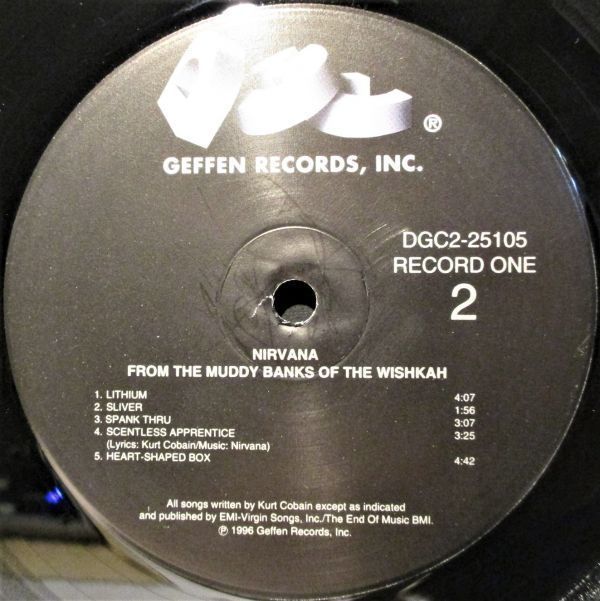 ®
GEFFEN RECORDS, INC.
DGC2-25105
RECORD ONE
2
NIRVANA
FROM THE MUDDY BANKS OF THE WISHKAH
1. LITHIUM 4:07
2. SLIVER 1:56
3. SPANK THRU 3:07
4. SCENTLESS APPRENTICE 3:25
(Lyrics: Kurt Cobain/Music: Nirvana)
5. HEART-SHAPED BOX 4:42
All songs written by Kurt Cobain except as indicated
and published by EMI-Virgin Songs, Inc./The End Of Music BMI.
℗ 1996 Geffen Records, Inc.